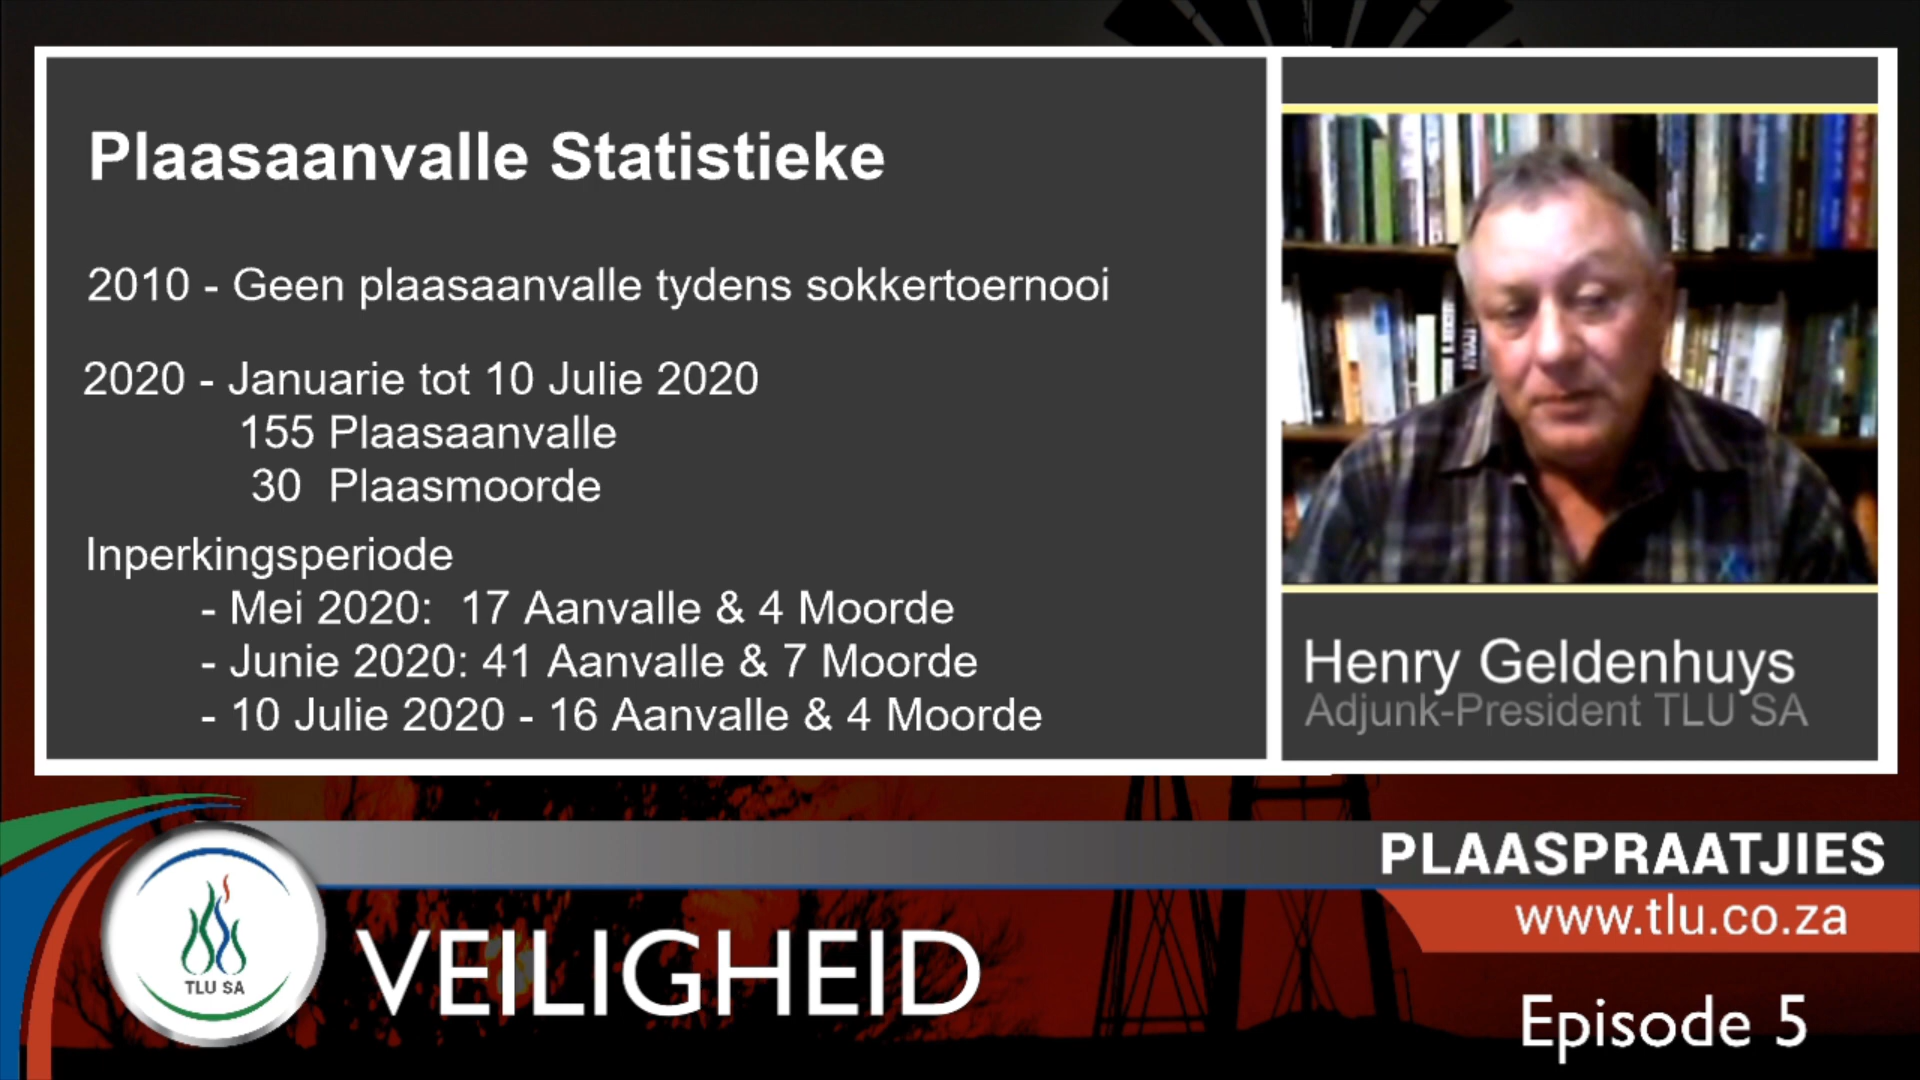 Plaasaanvalle Statistieke
2010 - Geen plaasaanvalle tydens sokkertoernooi
2020 - Januarie tot 10 Julie 2020
155 Plaasaanvalle
30 Plaasmoorde
Inperkingsperiode
- Mei 2020: 17 Aanvalle & 4 Moorde
- Junie 2020: 41 Aanvalle & 7 Moorde
- 10 Julie 2020 - 16 Aanvalle & 4 Moorde
Henry Geldenhuys
Adjunk-President TLU SA
PLAASPRAATJIES
www.tlu.co.za
TLU SA
VEILIGHEID
Episode 5